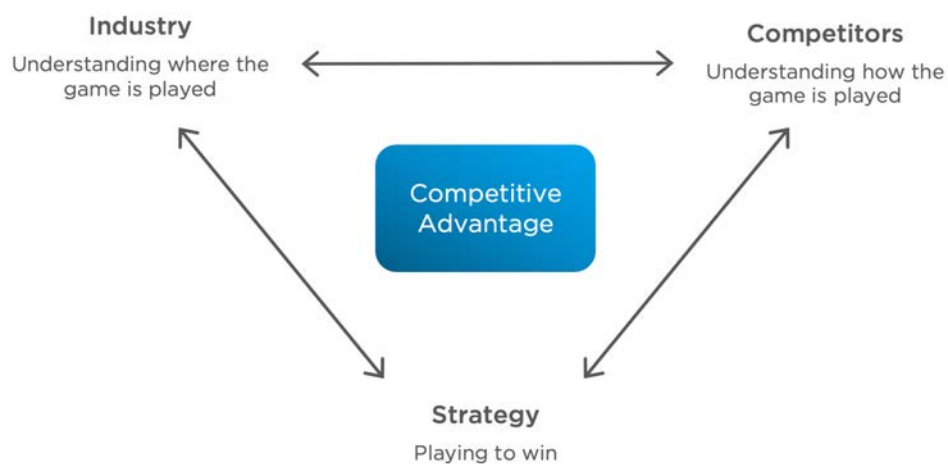 Industry
Understanding where the
game is played
Competitors
Understanding how the
game is played
Competitive
Advantage
Strategy
Playing to win